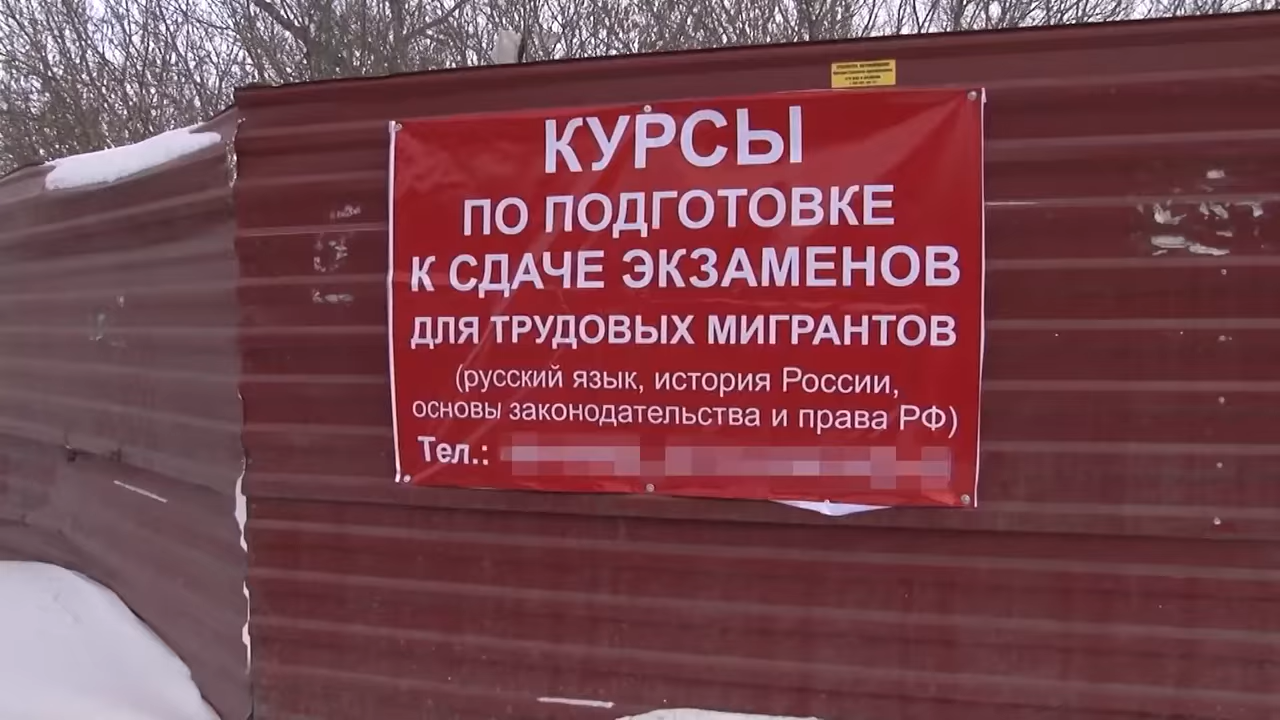 КУРСЫ
ПО ПОДГОТОВКЕ
К СДАЧЕ ЭКЗАМЕНОВ
ДЛЯ ТРУДОВЫХ МИГРАНТОВ
(русский язык, история России,
основы законодательства и права РФ)
Тел.: